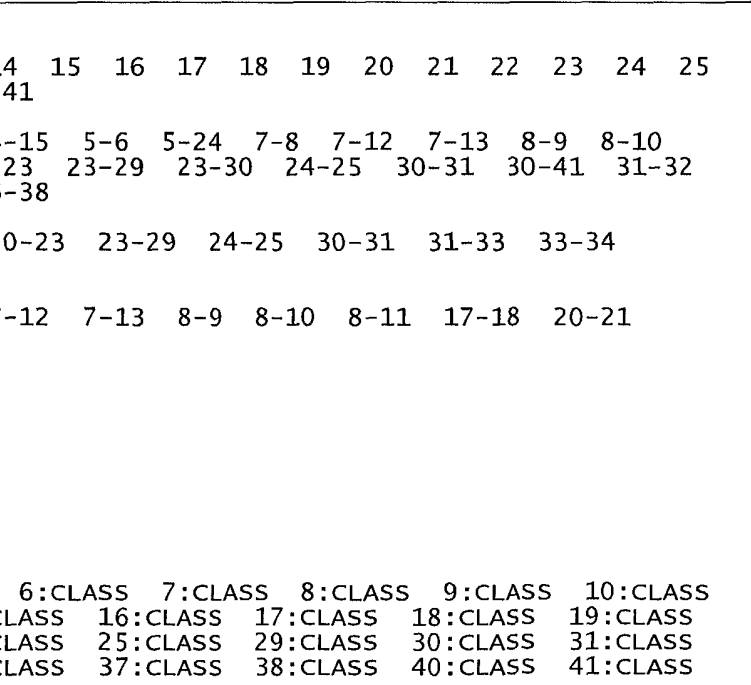 15 16 17 18 19 20 21 22 23 24 25
41
-15 5-6 5-24 7-8 7-12 7-13 8-9 8-10
23 23-29 23-30 24-25 30-31 30-41 31-32
-38
0-23 23-29 24-25 30-31 31-33 33-34
-12 7-13 8-9 8-10 8-11 17-18 20-21
6:CLASS 7:CLASS 8:CLASS 9:CLASS 10:CLASS
CLASS 16:CLASS 17:CLASS 18:CLASS 19:CLASS
CLASS 25:CLASS 29:CLASS 30:CLASS 31:CLASS
CLASS 37:CLASS 38:CLASS 40:CLASS 41:CLASS